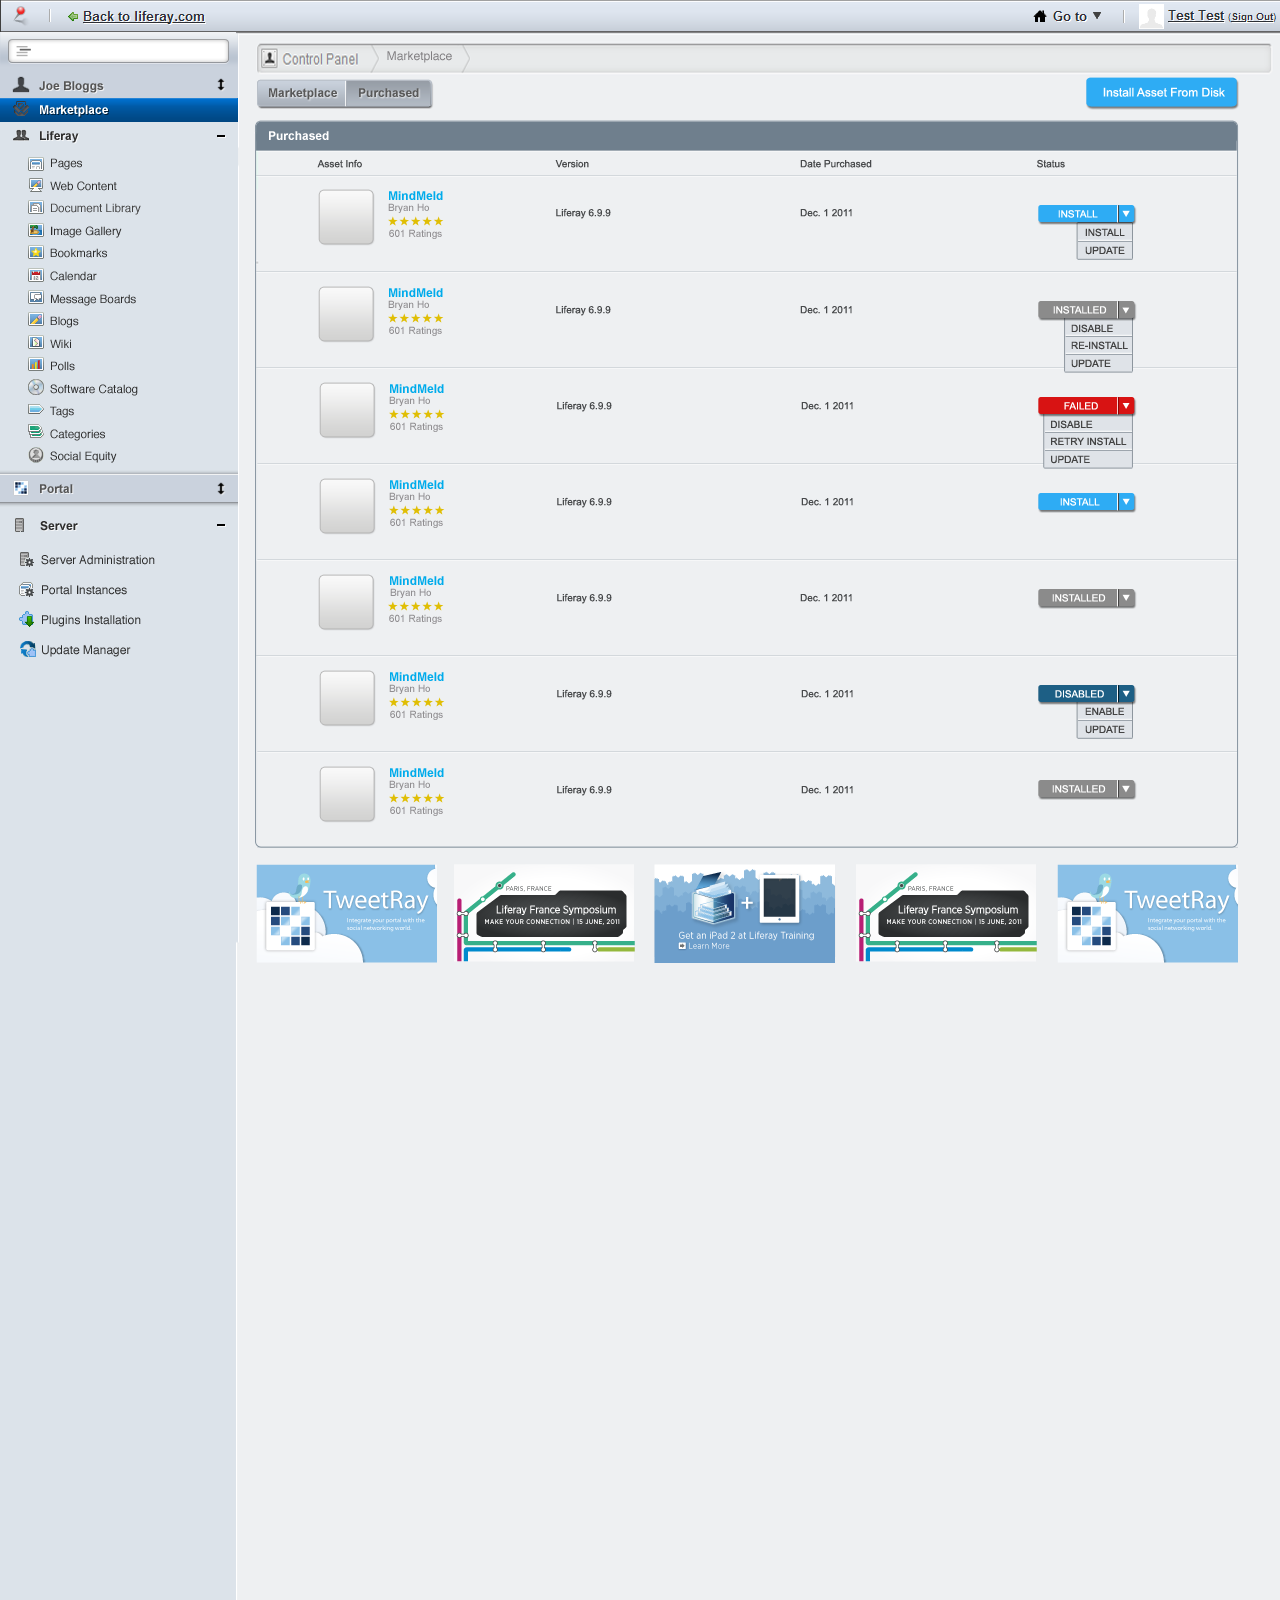 Back to liferay.com
Go to
Test Test (Sign Out)
Joe Bloggs
Marketplace
Liferay
Pages
Web Content
Document Library
Image Gallery
Bookmarks
Calendar
Message Boards
Blogs
Wiki
Polls
Software Catalog
Tags
Categories
Social Equity
Portal
Server
Server Administration
Portal Instances
Plugins Installation
Update Manager
Control Panel
Marketplace
Marketplace
Purchased
Install Asset From Disk
Purchased
Asset Info
Version
Date Purchased
Status
MindMeld
Bryan Ho
601 Ratings
Liferay 6.9.9
Dec. 1 2011
INSTALL
INSTALL
UPDATE
MindMeld
Bryan Ho
601 Ratings
Liferay 6.9.9
Dec. 1 2011
INSTALLED
DISABLE
RE-INSTALL
UPDATE
MindMeld
Bryan Ho
601 Ratings
Liferay 6.9.9
Dec. 1 2011
FAILED
DISABLE
RETRY INSTALL
UPDATE
MindMeld
Bryan Ho
601 Ratings
Liferay 6.9.9
Dec. 1 2011
INSTALL
MindMeld
Bryan Ho
601 Ratings
Liferay 6.9.9
Dec. 1 2011
INSTALLED
MindMeld
Bryan Ho
601 Ratings
Liferay 6.9.9
Dec. 1 2011
DISABLED
ENABLE
UPDATE
MindMeld
Bryan Ho
601 Ratings
Liferay 6.9.9
Dec. 1 2011
INSTALLED
TweetRay
Integrate your portal with the
social networking world.
PARIS, FRANCE
Liferay France Symposium
MAKE YOUR CONNECTION | 15 JUNE, 2011
Get an iPad 2 at Liferay Training
Learn More
PARIS, FRANCE
Liferay France Symposium
MAKE YOUR CONNECTION | 15 JUNE, 2011
TweetRay
Integrate your portal with the
social networking world.